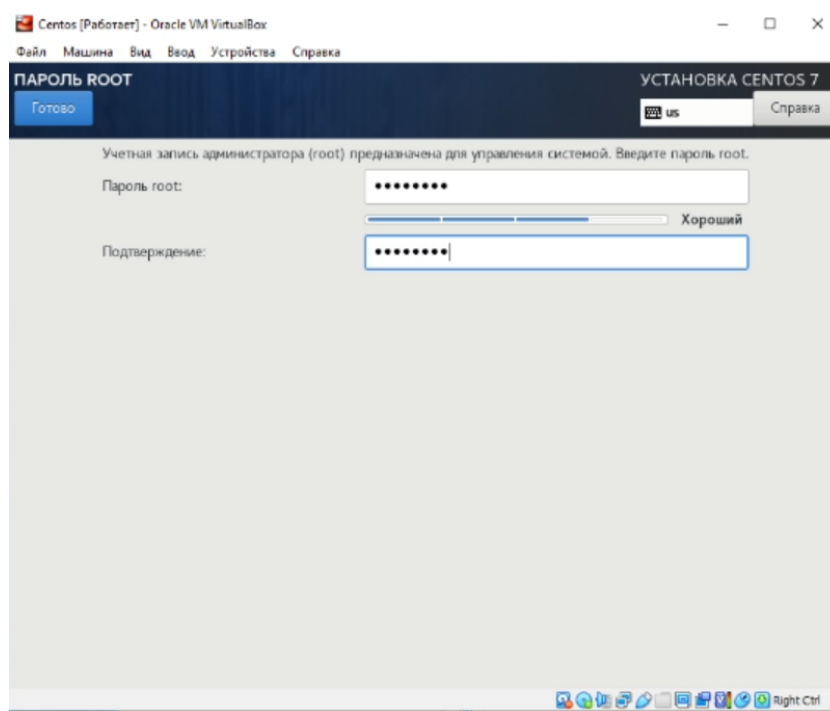 Centos [Работает] - Oracle VM VirtualBox
Файл Машина Вид Ввод Устройства Справка
ПАРОЛЬ ROOT
УСТАНОВКА CENTOS 7
Готово
us
Справка
Учетная запись администратора (root) предназначена для управления системой. Введите пароль root.
Пароль root:
••••••••
Хороший
Подтверждение:
••••••••
Right Ctrl